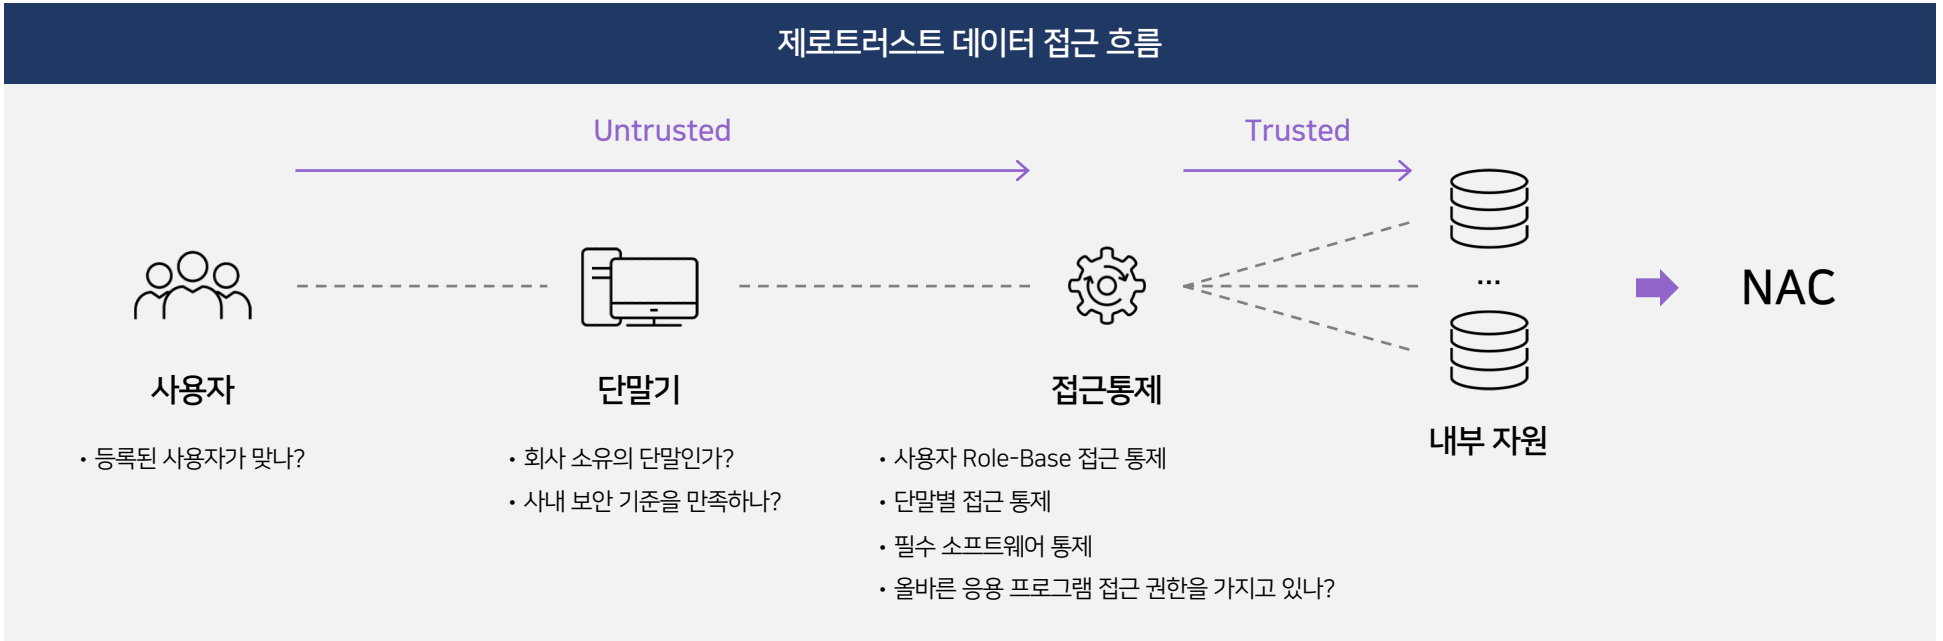 제로트러스트 데이터 접근 흐름
Untrusted
Trusted
...
NAC
사용자
단말기
접근통제
내부 자원
• 등록된 사용자가 맞나?
• 회사 소유의 단말인가?
• 사내 보안 기준을 만족하나?
• 사용자 Role-Base 접근 통제
• 단말별 접근 통제
• 필수 소프트웨어 통제
• 올바른 응용 프로그램 접근 권한을 가지고 있나?